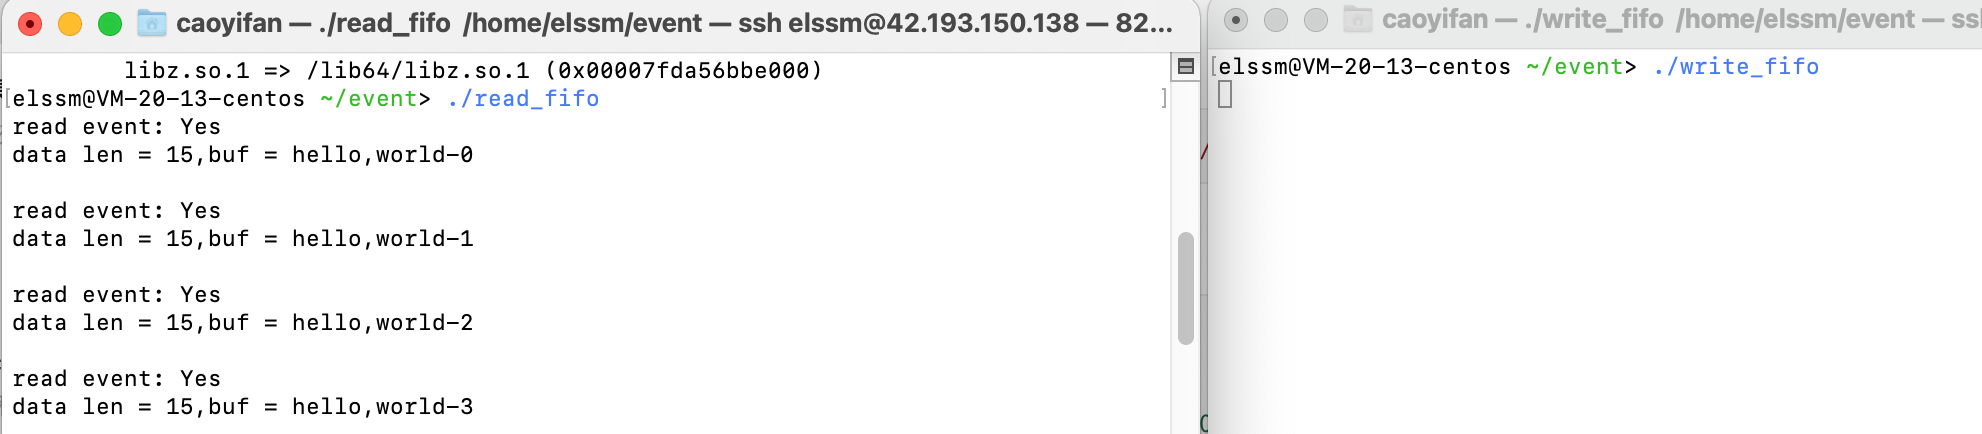 caoyifan — ./read_fifo /home/elssm/event — ssh elssm@42.193.150.138 — 82...
libz.so.1 => /lib64/libz.so.1 (0x00007fda56bbe000)
[elssm@VM-20-13-centos ~/event> ./read_fifo ]
read event: Yes
data len = 15,buf = hello,world-0
read event: Yes
data len = 15,buf = hello,world-1
read event: Yes
data len = 15,buf = hello,world-2
read event: Yes
data len = 15,buf = hello,world-3
caoyifan — ./write_fifo /home/elssm/event — ss
[elssm@VM-20-13-centos ~/event> ./write_fifo